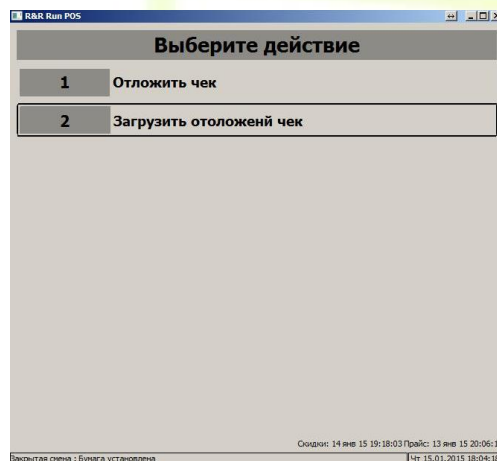 R&R Run POS
Выберите действие
1 Отложить чек
2 Загрузить отоложенй чек
Скидки: 14 янв 15 19:18:03 Прайс: 13 янв 15 20:06:1
Закрытая смена : Бумага установлена Чт 15.01.2015 18:04:18